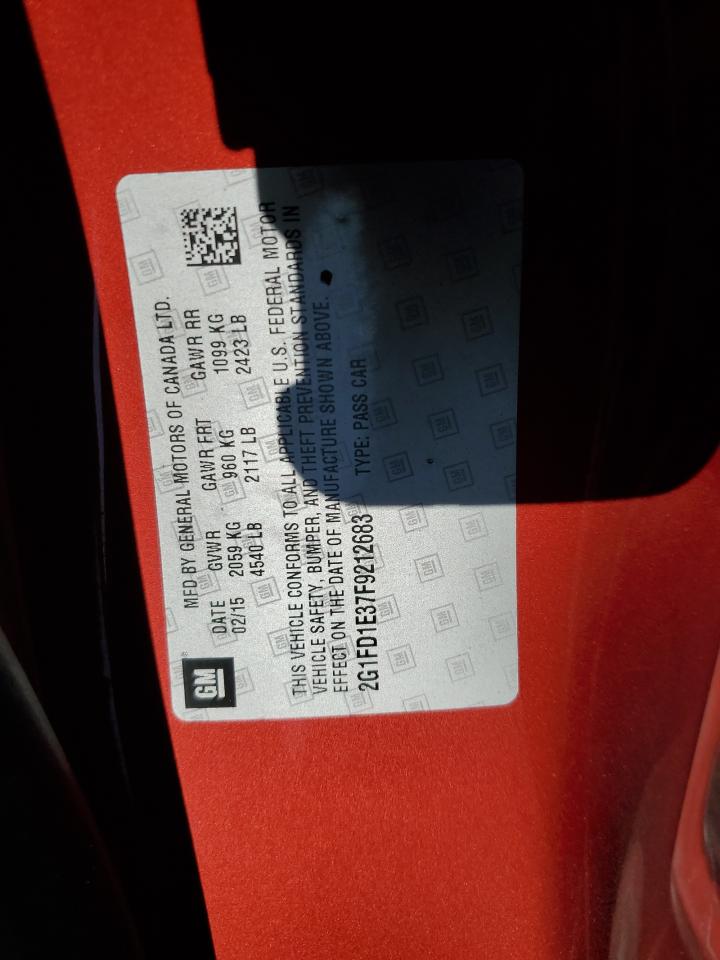 MFD BY GENERAL MOTORS OF CANADA LTD.
DATE GVWR GAWR FRT GAWR RR
02/15 2059 KG 960 KG 1099 KG
4540 LB 2117 LB 2423 LB
GM®
THIS VEHICLE CONFORMS TO ALL APPLICABLE U.S. FEDERAL MOTOR
VEHICLE SAFETY, BUMPER, AND THEFT PREVENTION STANDARDS IN
EFFECT ON THE DATE OF MANUFACTURE SHOWN ABOVE.
2G1FD1E37F9212683 TYPE: PASS CAR